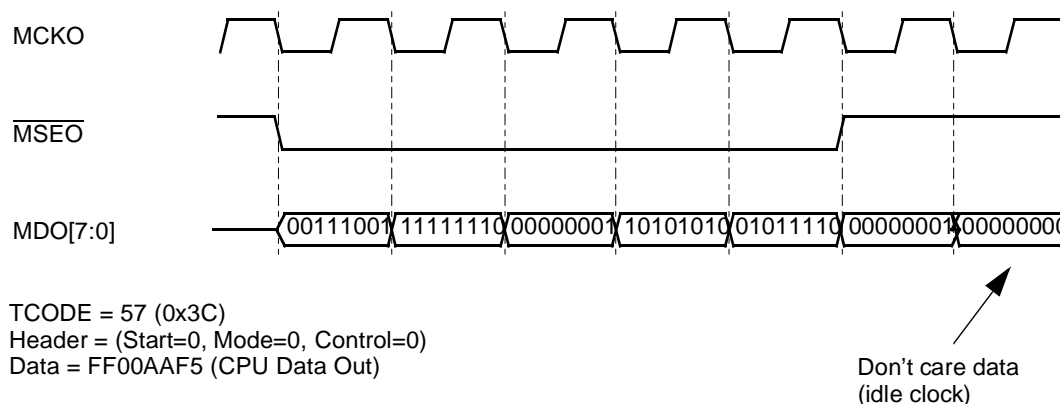 MCKO
MSEO
MDO[7:0]
00111001 11111110 00000001 10101010 01011110 00000001 00000000
TCODE = 57 (0x3C)
Header = (Start=0, Mode=0, Control=0)
Data = FF00AAF5 (CPU Data Out)
Don't care data
(idle clock)